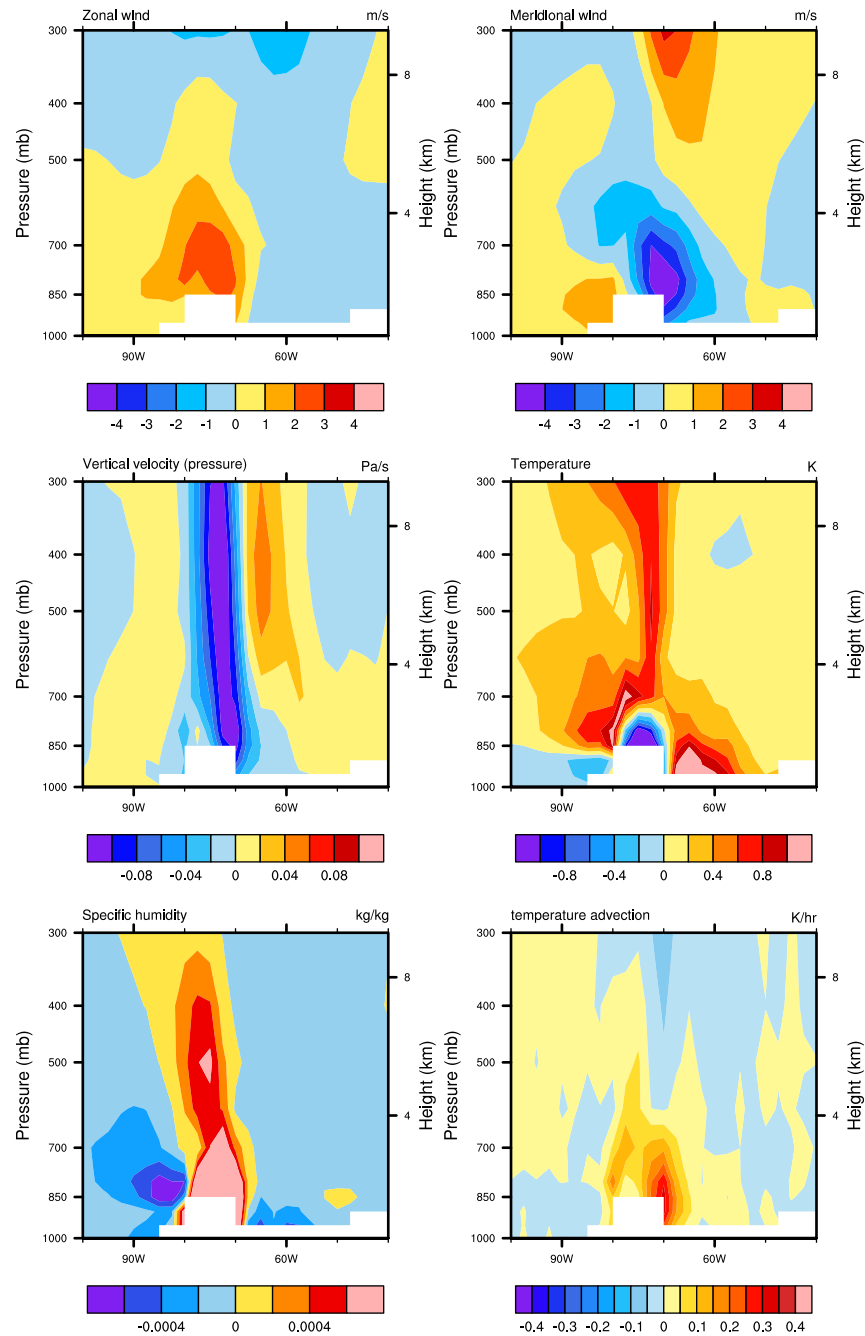 Zonal wind m/s
300
400
500
700
850
1000
Pressure (mb)
8
4
Height (km)
90W 60W
-4 -3 -2 -1 0 1 2 3 4
Meridional wind m/s
300
400
500
700
850
1000
Pressure (mb)
8
4
Height (km)
90W 60W
-4 -3 -2 -1 0 1 2 3 4
Vertical velocity (pressure) Pa/s
300
400
500
700
850
1000
Pressure (mb)
8
4
Height (km)
90W 60W
-0.08 -0.04 0 0.04 0.08
Temperature K
300
400
500
700
850
1000
Pressure (mb)
8
4
Height (km)
90W 60W
-0.8 -0.4 0 0.4 0.8
Specific humidity kg/kg
300
400
500
700
850
1000
Pressure (mb)
8
4
Height (km)
90W 60W
-0.0004 0 0.0004
temperature advection K/hr
300
400
500
700
850
1000
Pressure (mb)
8
4
Height (km)
90W 60W
-0.4 -0.3 -0.2 -0.1 0 0.1 0.2 0.3 0.4